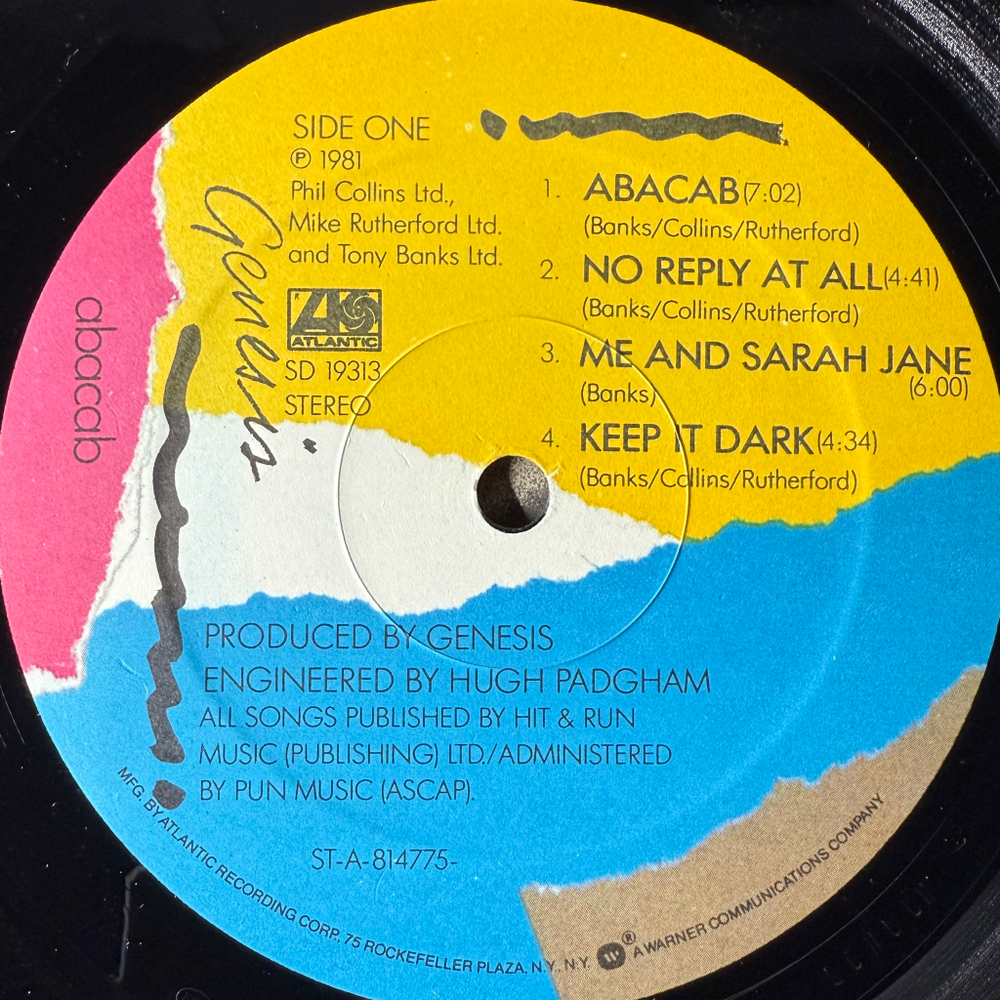 SIDE ONE
℗ 1981
Phil Collins Ltd.,
Mike Rutherford Ltd.
and Tony Banks Ltd.
ATLANTIC
SD 19313
STEREO
Genesis
abacab
1. ABACAB (7:02)
(Banks/Collins/Rutherford)
2. NO REPLY AT ALL (4:41)
(Banks/Collins/Rutherford)
3. ME AND SARAH JANE
(6:00)
(Banks)
4. KEEP IT DARK (4:34)
(Banks/Collins/Rutherford)
PRODUCED BY GENESIS
ENGINEERED BY HUGH PADGHAM
ALL SONGS PUBLISHED BY HIT & RUN
MUSIC (PUBLISHING) LTD./ADMINISTERED
BY PUN MUSIC (ASCAP).
ST-A-814775-
MFG. BY ATLANTIC RECORDING CORP., 75 ROCKEFELLER PLAZA, N.Y., N.Y. ® A WARNER COMMUNICATIONS COMPANY